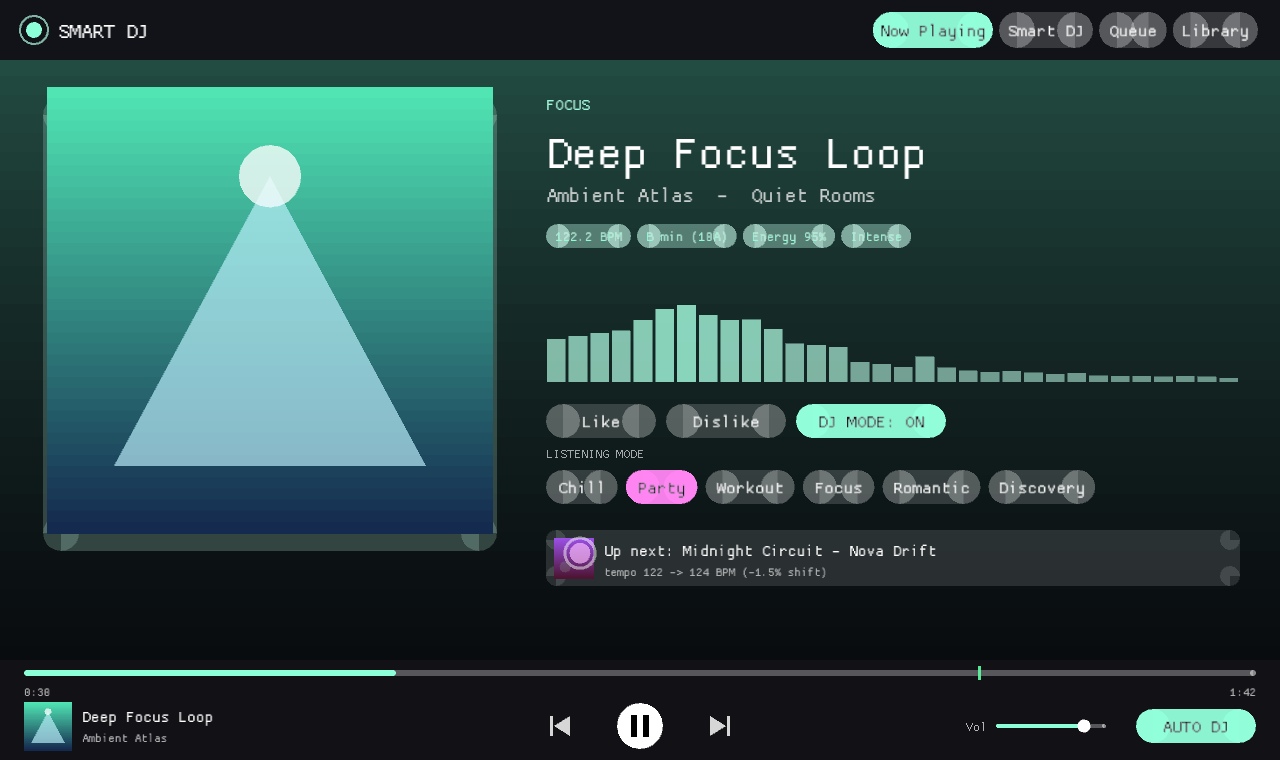 SMART DJ
Now Playing
Smart DJ
Queue
Library
FOCUS
Deep Focus Loop
Ambient Atlas - Quiet Rooms
122.2 BPM
B min (10A)
Energy 95%
Intense
Like
Dislike
DJ MODE: ON
LISTENING MODE
Chill
Party
Workout
Focus
Romantic
Discovery
Up next: Midnight Circuit - Nova Drift
tempo 122 -> 124 BPM (-1.5% shift)
0:38
1:42
Deep Focus Loop
Ambient Atlas
Vol
AUTO DJ